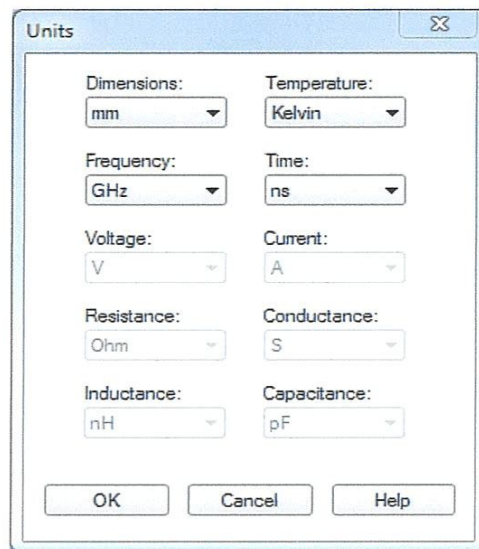 Units
Dimensions: Temperature:
mm Kelvin
Frequency: Time:
GHz ns
Voltage: Current:
V A
Resistance: Conductance:
Ohm S
Inductance: Capacitance:
nH pF
OK Cancel Help